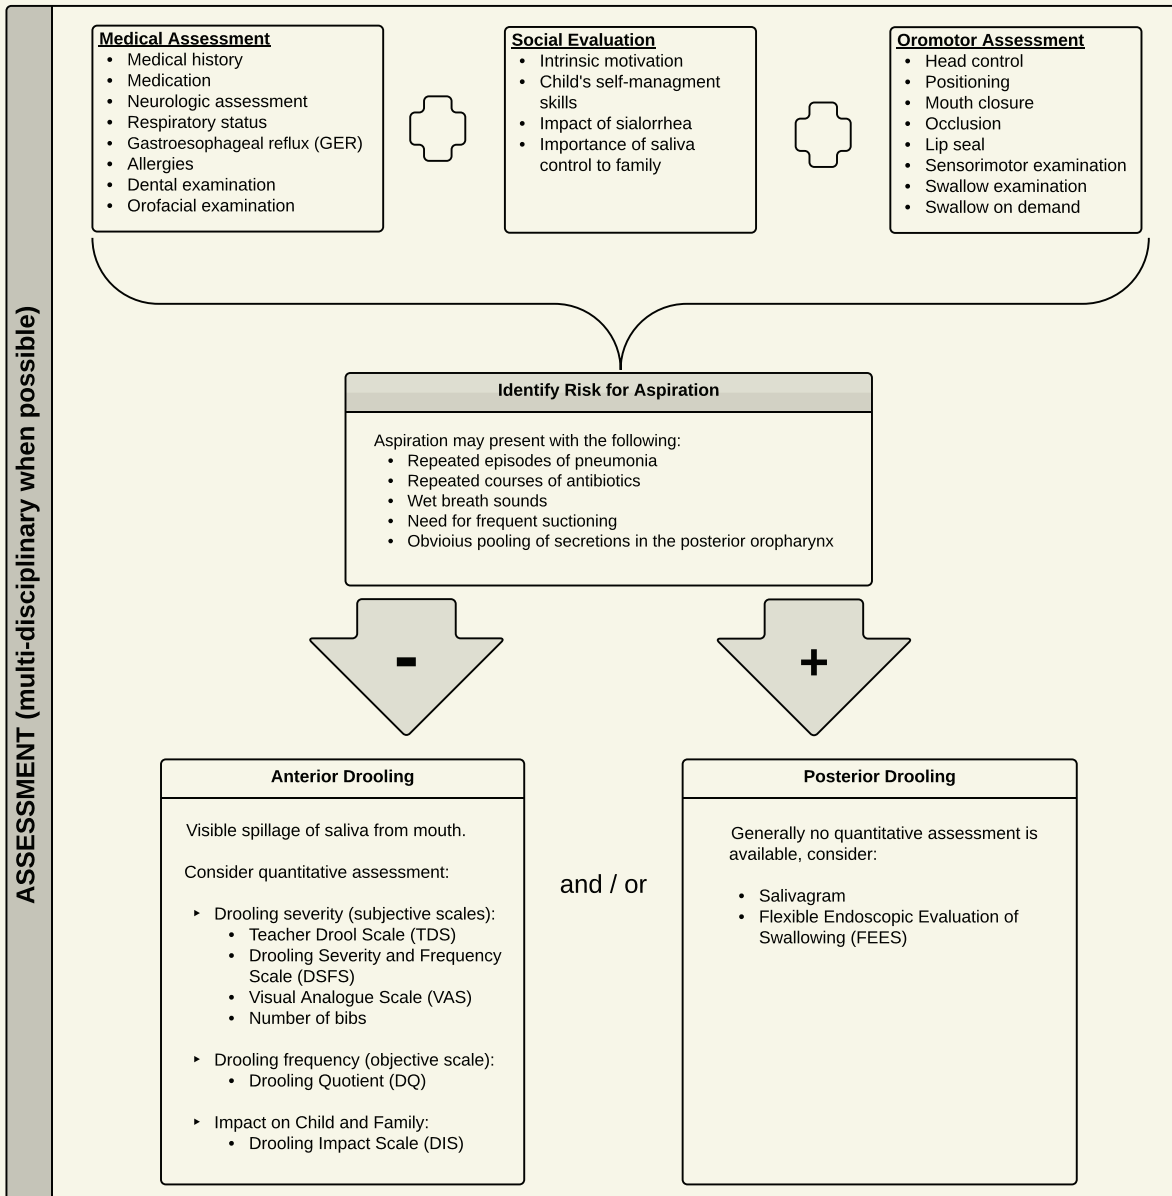 ASSESSMENT (multi-disciplinary when possible)
Medical Assessment
• Medical history
• Medication
• Neurologic assessment
• Respiratory status
• Gastroesophageal reflux (GER)
• Allergies
• Dental examination
• Orofacial examination
Social Evaluation
• Intrinsic motivation
• Child's self-managment
skills
• Impact of sialorrhea
• Importance of saliva
control to family
Oromotor Assessment
• Head control
• Positioning
• Mouth closure
• Occlusion
• Lip seal
• Sensorimotor examination
• Swallow examination
• Swallow on demand
Identify Risk for Aspiration
Aspiration may present with the following:
• Repeated episodes of pneumonia
• Repeated courses of antibiotics
• Wet breath sounds
• Need for frequent suctioning
• Obvioius pooling of secretions in the posterior oropharynx
-
+
Anterior Drooling
Visible spillage of saliva from mouth.
Consider quantitative assessment:
‣ Drooling severity (subjective scales):
• Teacher Drool Scale (TDS)
• Drooling Severity and Frequency
Scale (DSFS)
• Visual Analogue Scale (VAS)
• Number of bibs
‣ Drooling frequency (objective scale):
• Drooling Quotient (DQ)
‣ Impact on Child and Family:
• Drooling Impact Scale (DIS)
and / or
Posterior Drooling
Generally no quantitative assessment is
available, consider:
• Salivagram
• Flexible Endoscopic Evaluation of
Swallowing (FEES)